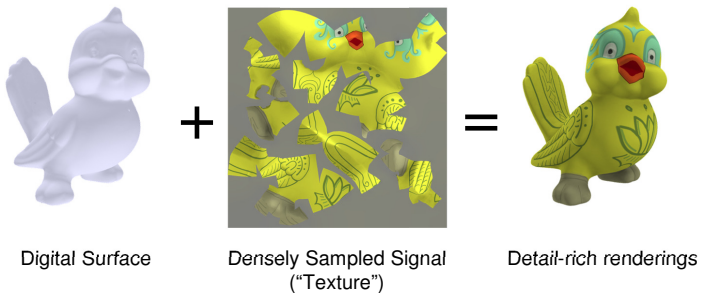 +
=
Digital Surface
Densely Sampled Signal
(“Texture”)
Detail-rich renderings